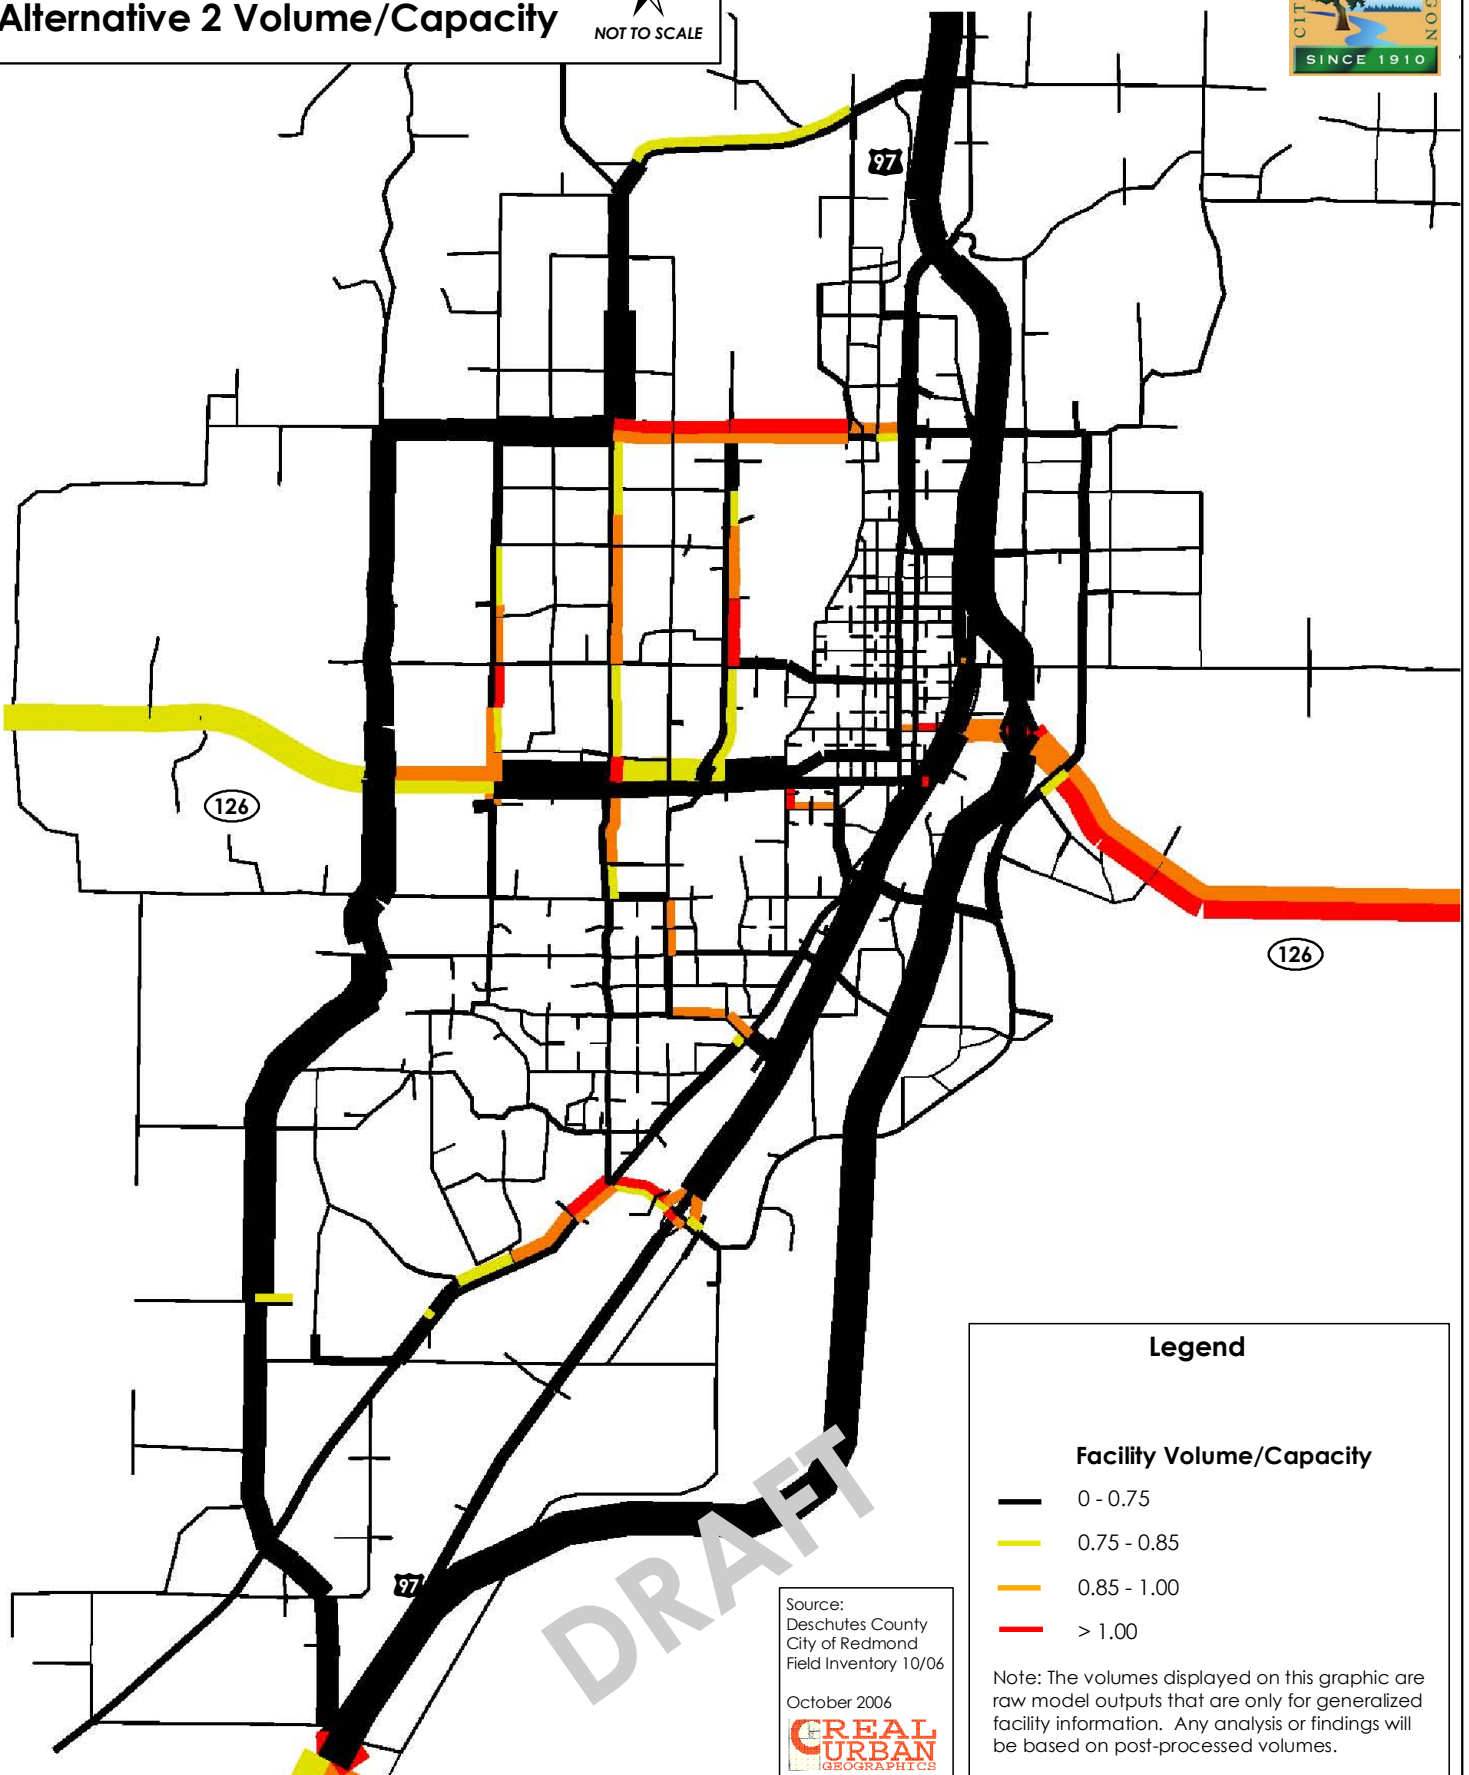 Alternative 2 Volume/Capacity
NOT TO SCALE
SINCE 1910
97
126
126
97
DRAFT
Legend
Facility Volume/Capacity
0 - 0.75
0.75 - 0.85
0.85 - 1.00
> 1.00
Note: The volumes displayed on this graphic are
raw model outputs that are only for generalized
facility information. Any analysis or findings will
be based on post-processed volumes.
Source:
Deschutes County
City of Redmond
Field Inventory 10/06
October 2006
REAL
URBAN
GEOGRAPHICS